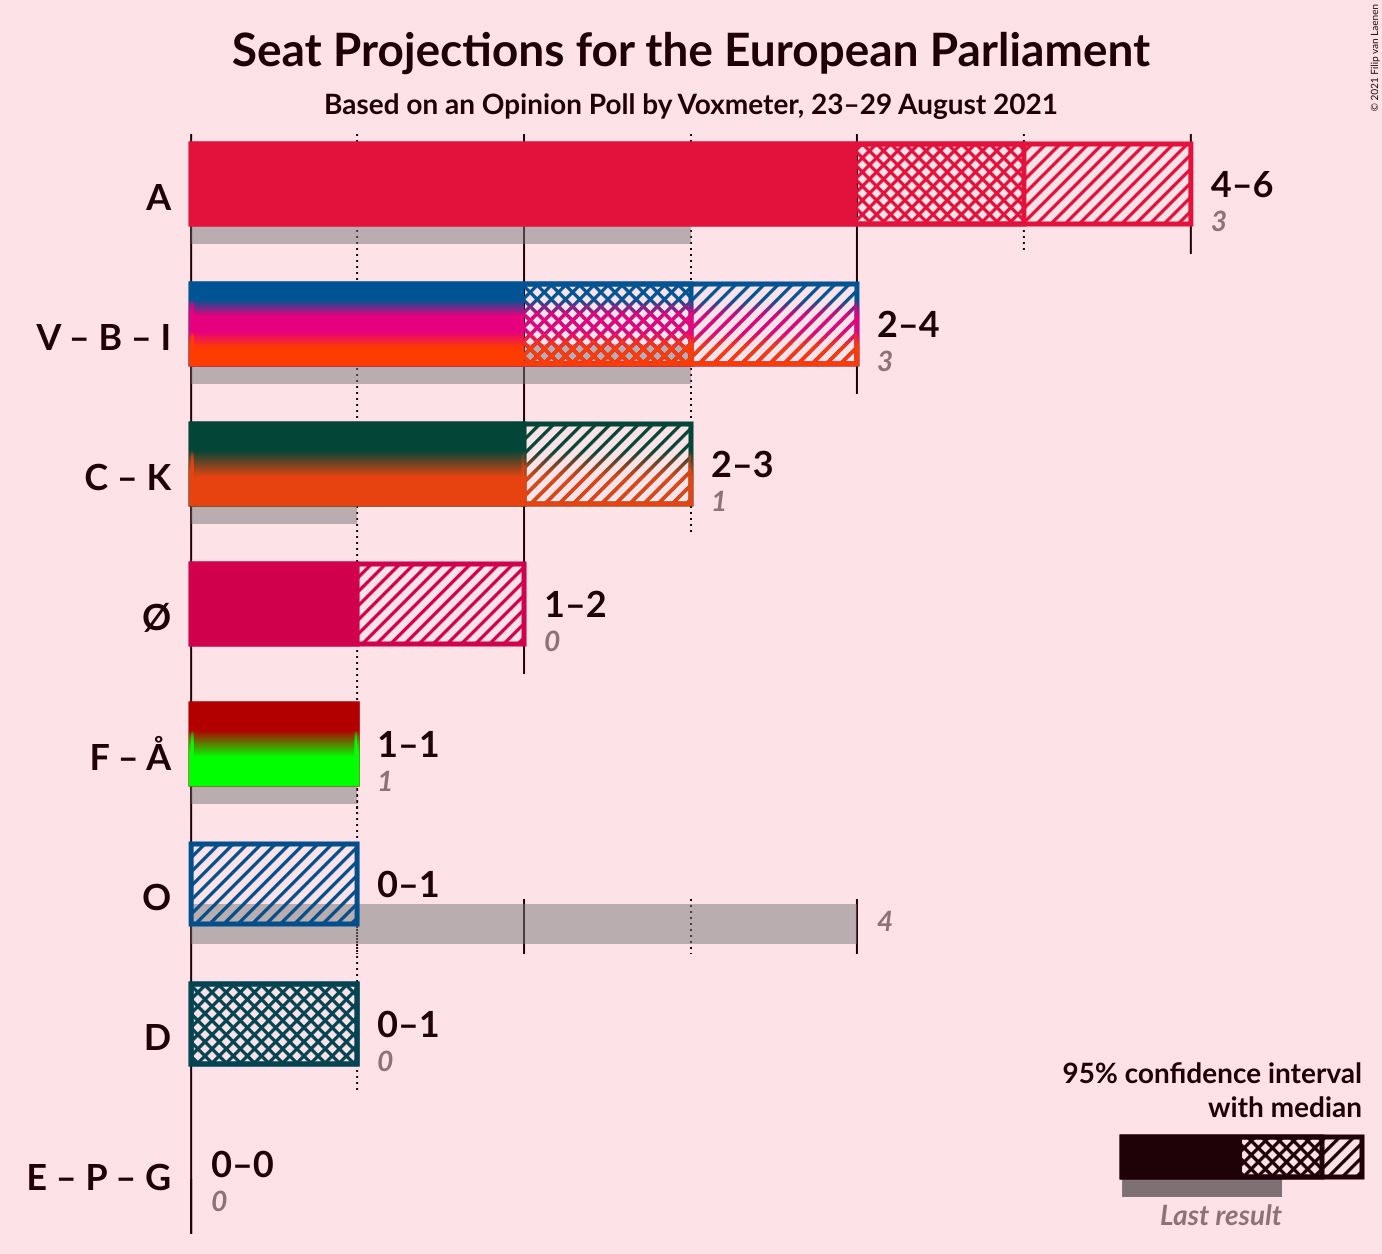 Seat Projections for the European Parliament
Based on an Opinion Poll by Voxmeter, 23–29 August 2021
© 2021 Filip van Laenen
A
4–6
3
V – B – I
2–4
3
C – K
2–3
1
Ø
1–2
0
F – Å
1–1
1
O
0–1
4
D
0–1
0
E – P – G
0–0
0
95% confidence interval
with median
Last result